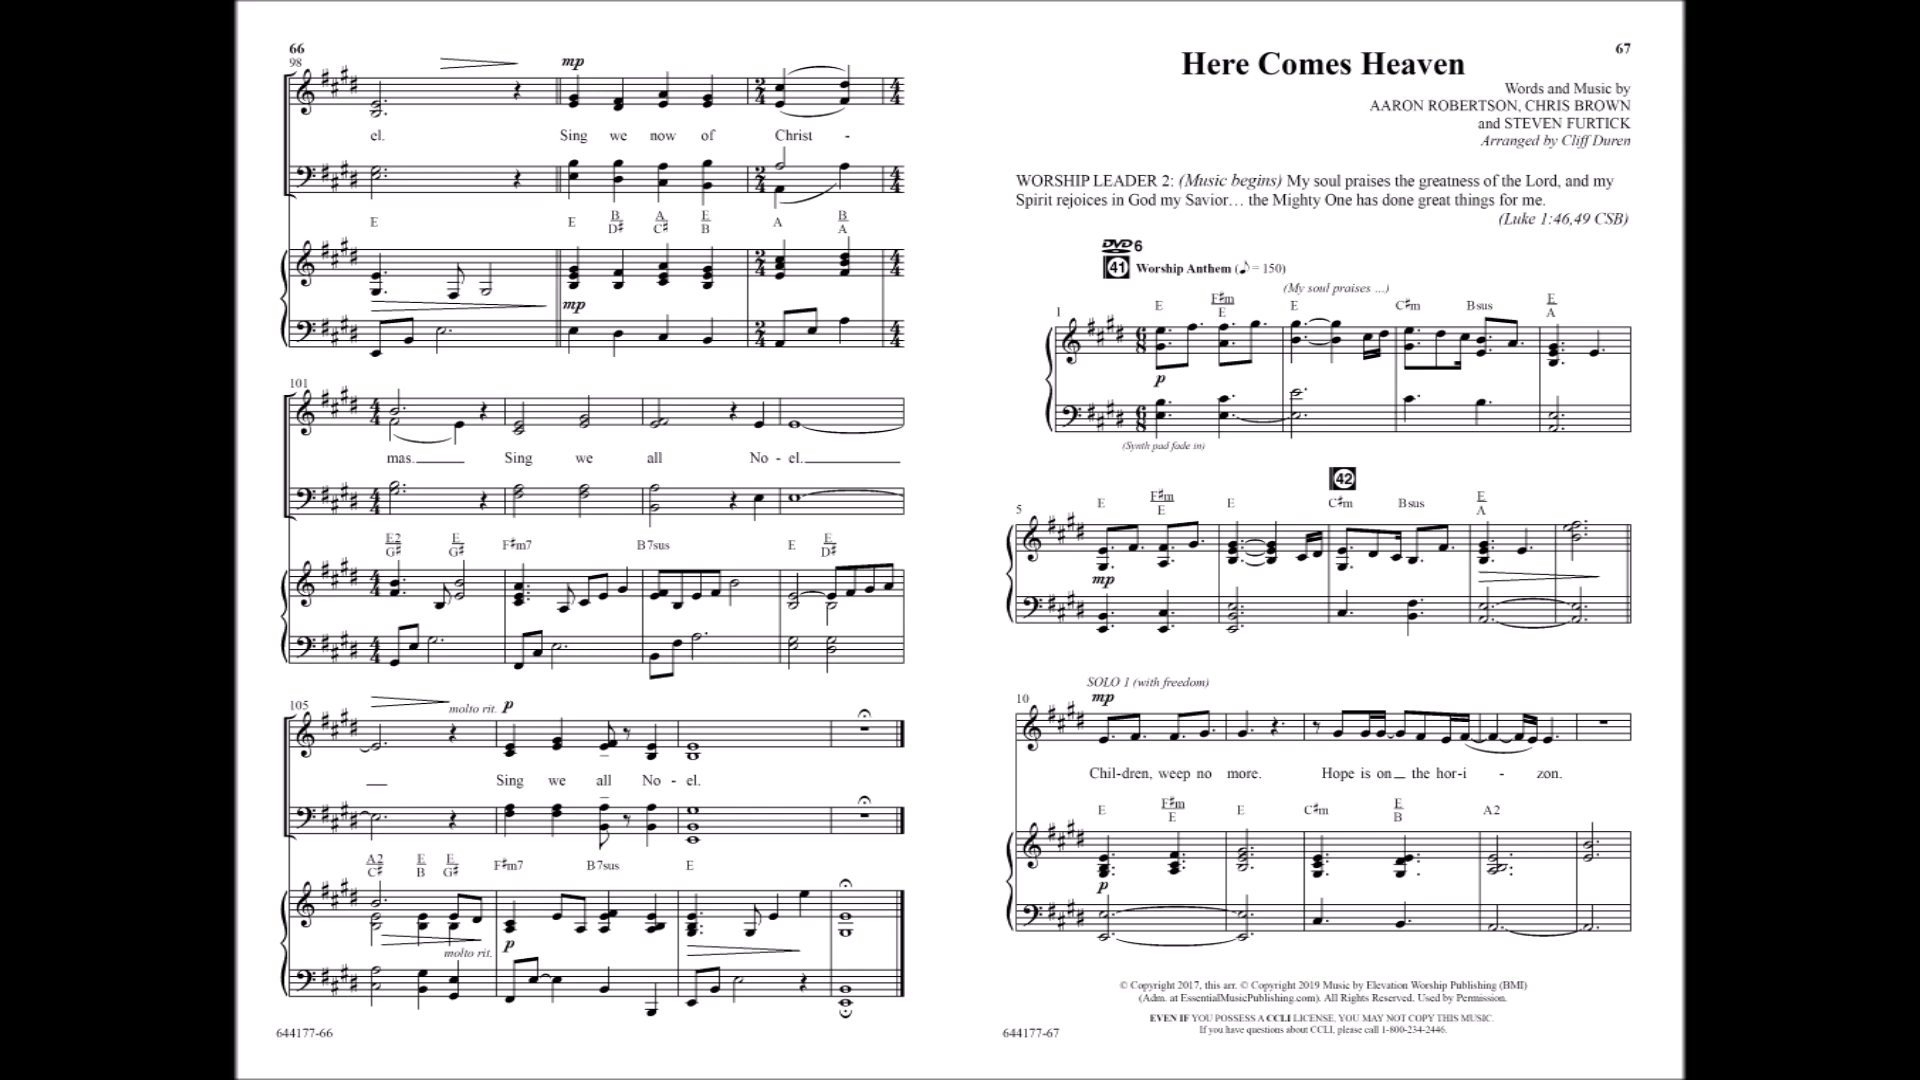 66
98
mp
el. Sing we now of Christ -
E E B/D♯ A/C♯ E/B A B/A
mp
101
mas. Sing we all No - el.
E2/G♯ E/G♯ F♯m7 B7sus E E/D♯
105
molto rit. p
Sing we all No - el.
A2/C♯ E/B E/G♯ F♯m7 B7sus E
p
molto rit.
644177-66
67
Here Comes Heaven
Words and Music by
AARON ROBERTSON, CHRIS BROWN
and STEVEN FURTICK
Arranged by Cliff Duren
WORSHIP LEADER 2: (Music begins) My soul praises the greatness of the Lord, and my
Spirit rejoices in God my Savior… the Mighty One has done great things for me.
(Luke 1:46,49 CSB)
DVD 6
41 Worship Anthem (♪ = 150)
(My soul praises ...)
1
E F♯m/E E C♯m Bsus E/A
p
(Synth pad fade in)
42
5
E F♯m/E E C♯m Bsus E/A
mp
SOLO 1 (with freedom)
10
mp
Chil-dren, weep no more. Hope is on the hor-i - zon.
E F♯m/E E C♯m E/B A2
p
© Copyright 2017, this arr. © Copyright 2019 Music by Elevation Worship Publishing (BMI)
(Adm. at EssentialMusicPublishing.com). All Rights Reserved. Used by Permission.
EVEN IF YOU POSSESS A CCLI LICENSE, YOU MAY NOT COPY THIS MUSIC.
If you have questions about CCLI, please call 1-800-234-2446.
644177-67